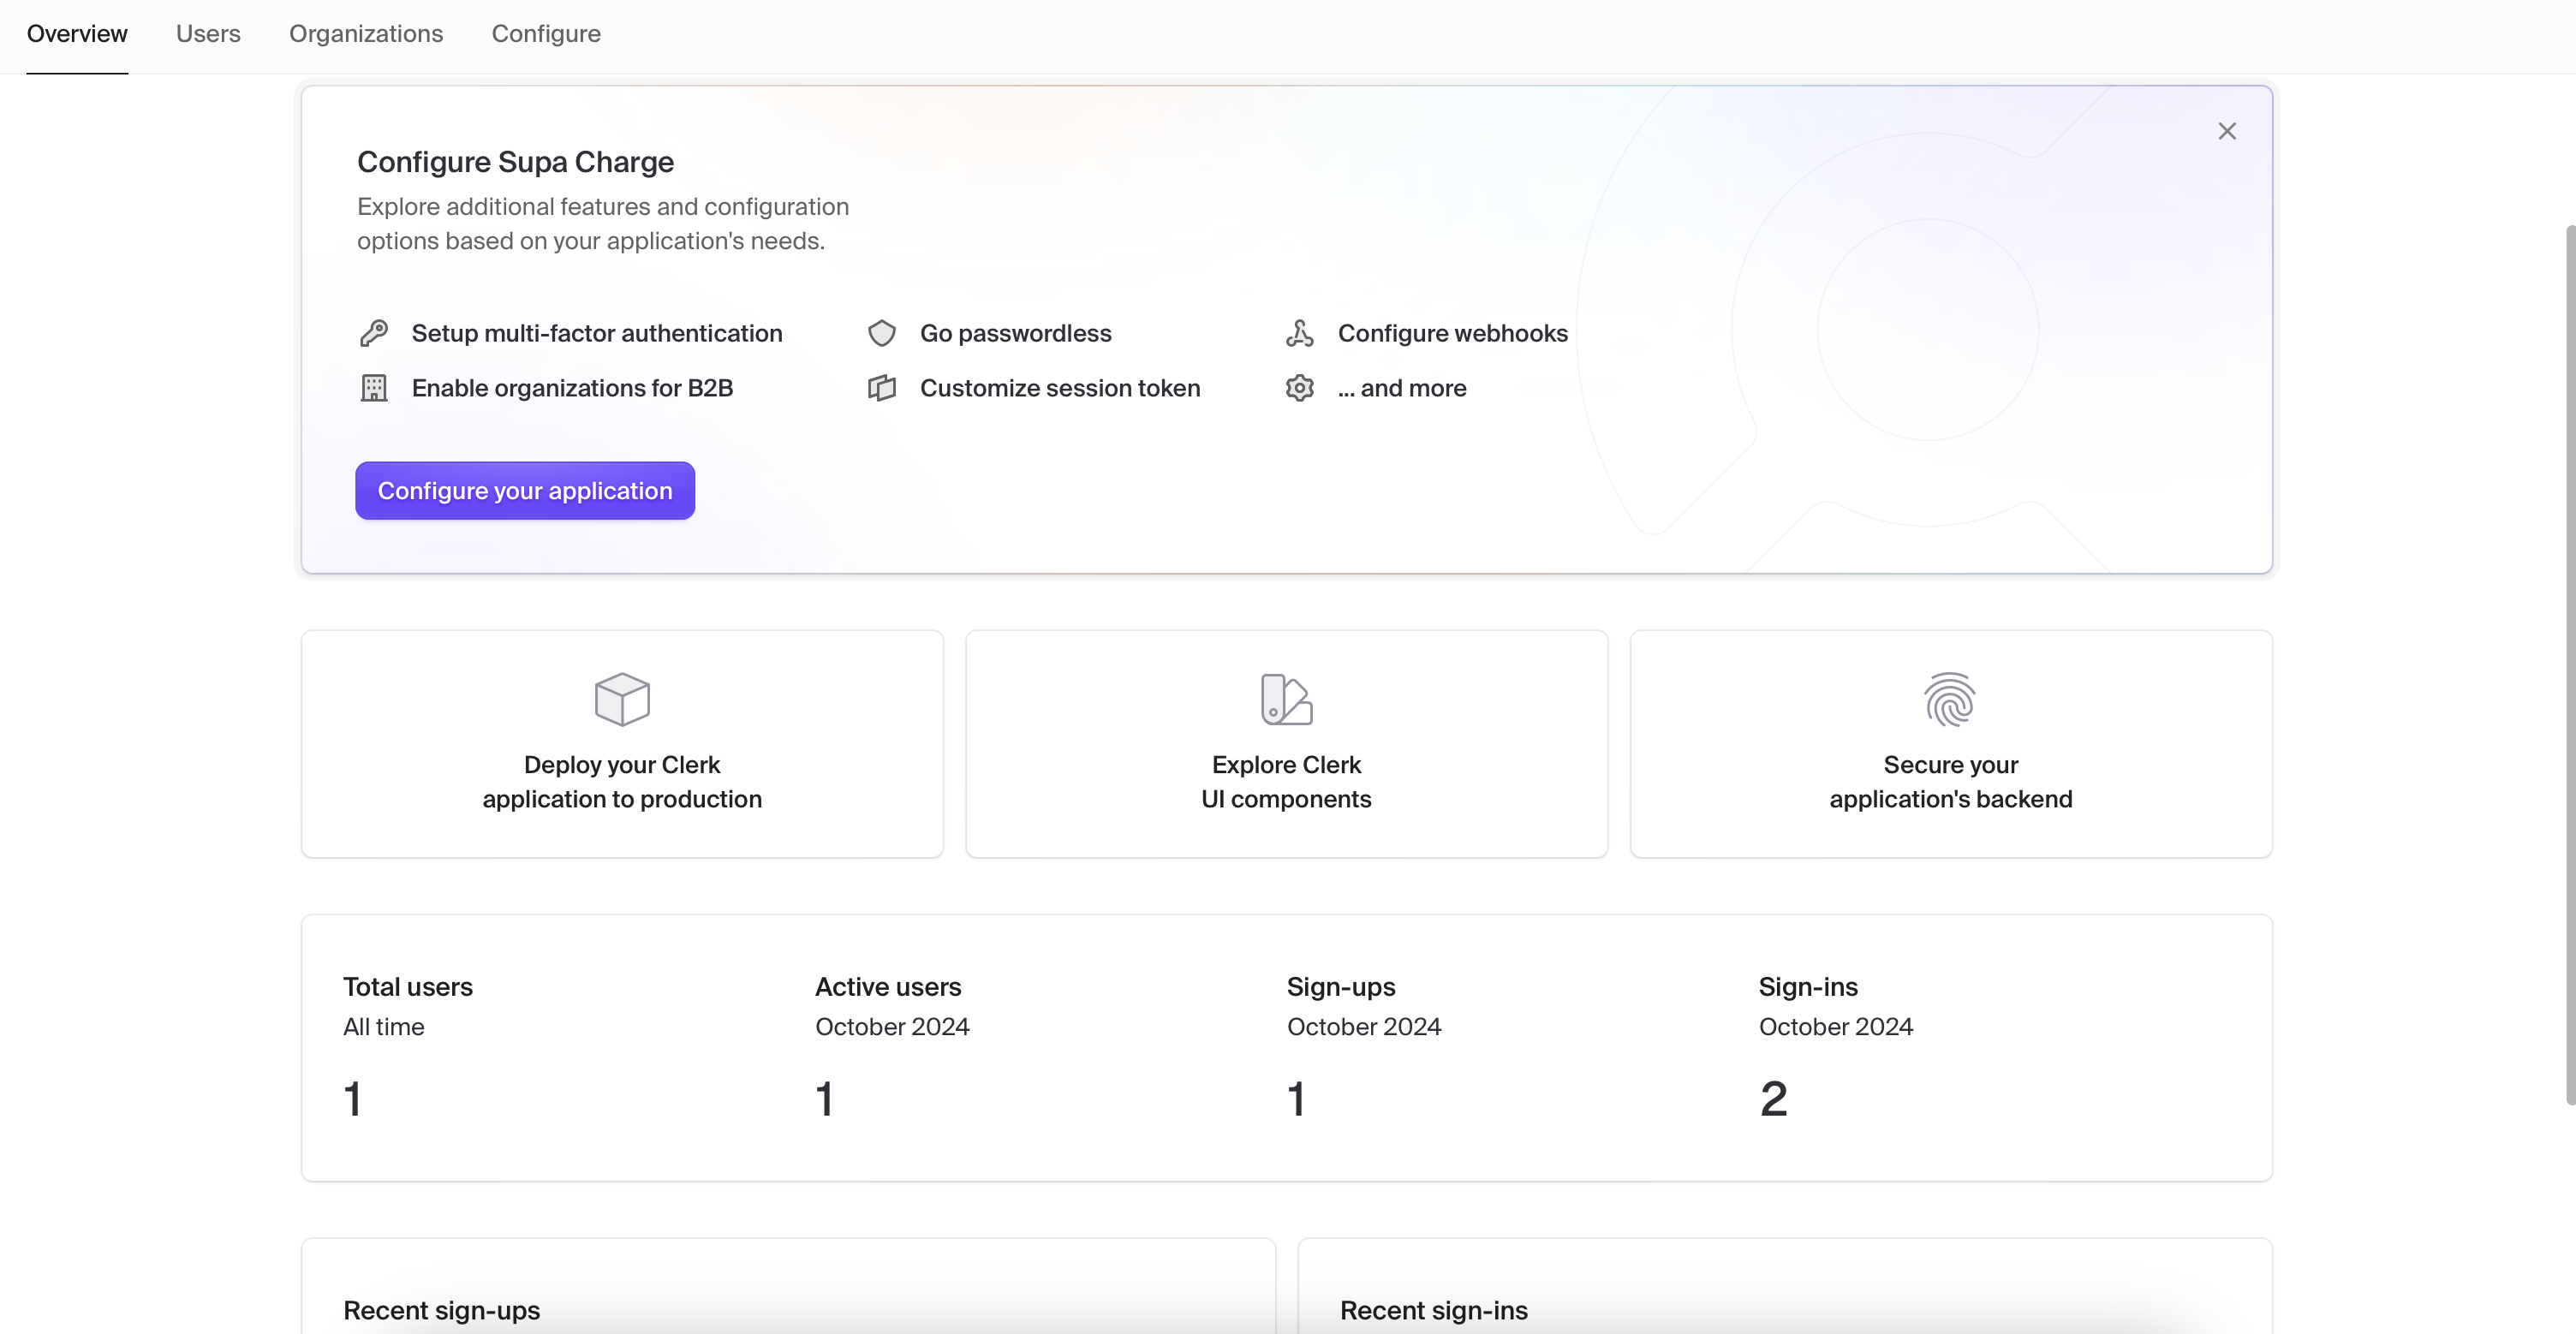 Overview
Users
Organizations
Configure
Configure Supa Charge
Explore additional features and configuration
options based on your application's needs.
Setup multi-factor authentication
Go passwordless
Configure webhooks
Enable organizations for B2B
Customize session token
... and more
Configure your application
Deploy your Clerk
application to production
Explore Clerk
UI components
Secure your
application's backend
Total users
All time
1
Active users
October 2024
1
Sign-ups
October 2024
1
Sign-ins
October 2024
2
Recent sign-ups
Recent sign-ins